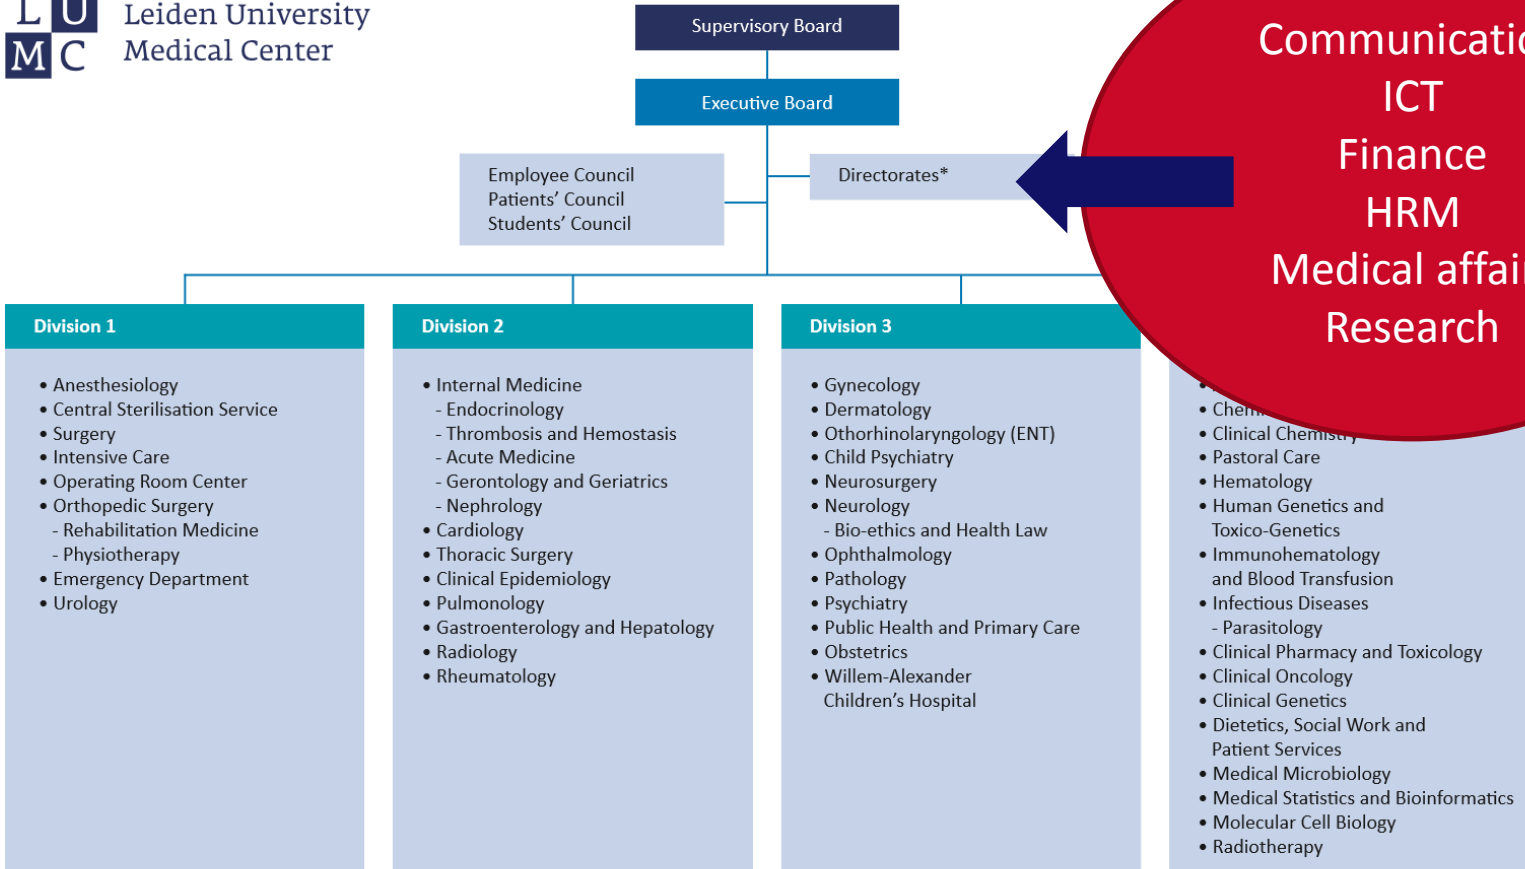 LU Leiden University
MC Medical Center
Supervisory Board
Executive Board
Employee Council
Patients' Council
Students' Council
Directorates*
ICT
Finance
HRM
Medical
Research
Division 1
• Anesthesiology
• Central Sterilisation Service
• Surgery
• Intensive Care
• Operating Room Center
• Orthopedic Surgery
- Rehabilitation Medicine
- Physiotherapy
• Emergency Department
• Urology
Division 2
• Internal Medicine
- Endocrinology
- Thrombosis and Hemostasis
- Acute Medicine
- Gerontology and Geriatrics
- Nephrology
• Cardiology
• Thoracic Surgery
• Clinical Epidemiology
• Pulmonology
• Gastroenterology and Hepatology
• Radiology
• Rheumatology
Division 3
• Gynecology
• Dermatology
• Othorhinolaryngology (ENT)
• Child Psychiatry
• Neurosurgery
• Neurology
- Bio-ethics and Health Law
• Ophthalmology
• Pathology
• Psychiatry
• Public Health and Primary Care
• Obstetrics
• Willem-Alexander
Children's Hospital
• Clinical Chemistry
• Pastoral Care
• Hematology
• Human Genetics and
Toxico-Genetics
• Immunohematology
and Blood Transfusion
• Infectious Diseases
- Parasitology
• Clinical Pharmacy and Toxicology
• Clinical Oncology
• Clinical Genetics
• Dietetics, Social Work and
Patient Services
• Medical Microbiology
• Medical Statistics and Bioinformatics
• Molecular Cell Biology
• Radiotherapy